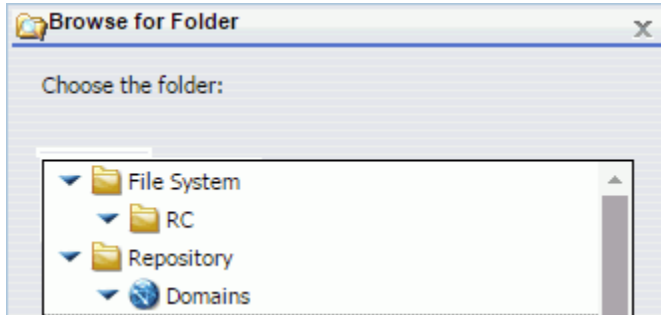 Browse for Folder
Choose the folder:
File System
RC
Repository
Domains